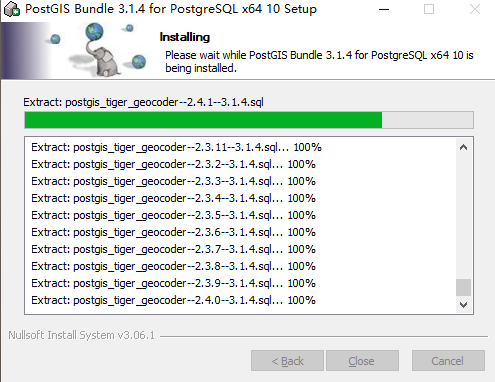 PostGIS Bundle 3.1.4 for PostgreSQL x64 10 Setup
Installing
Please wait while PostGIS Bundle 3.1.4 for PostgreSQL x64 10 is
being installed.
Extract: postgis_tiger_geocoder--2.4.1--3.1.4.sql
Extract: postgis_tiger_geocoder--2.3.11--3.1.4.sql... 100%
Extract: postgis_tiger_geocoder--2.3.2--3.1.4.sql... 100%
Extract: postgis_tiger_geocoder--2.3.3--3.1.4.sql... 100%
Extract: postgis_tiger_geocoder--2.3.4--3.1.4.sql... 100%
Extract: postgis_tiger_geocoder--2.3.5--3.1.4.sql... 100%
Extract: postgis_tiger_geocoder--2.3.6--3.1.4.sql... 100%
Extract: postgis_tiger_geocoder--2.3.7--3.1.4.sql... 100%
Extract: postgis_tiger_geocoder--2.3.8--3.1.4.sql... 100%
Extract: postgis_tiger_geocoder--2.3.9--3.1.4.sql... 100%
Extract: postgis_tiger_geocoder--2.4.0--3.1.4.sql... 100%
Nullsoft Install System v3.06.1
< Back
Close
Cancel